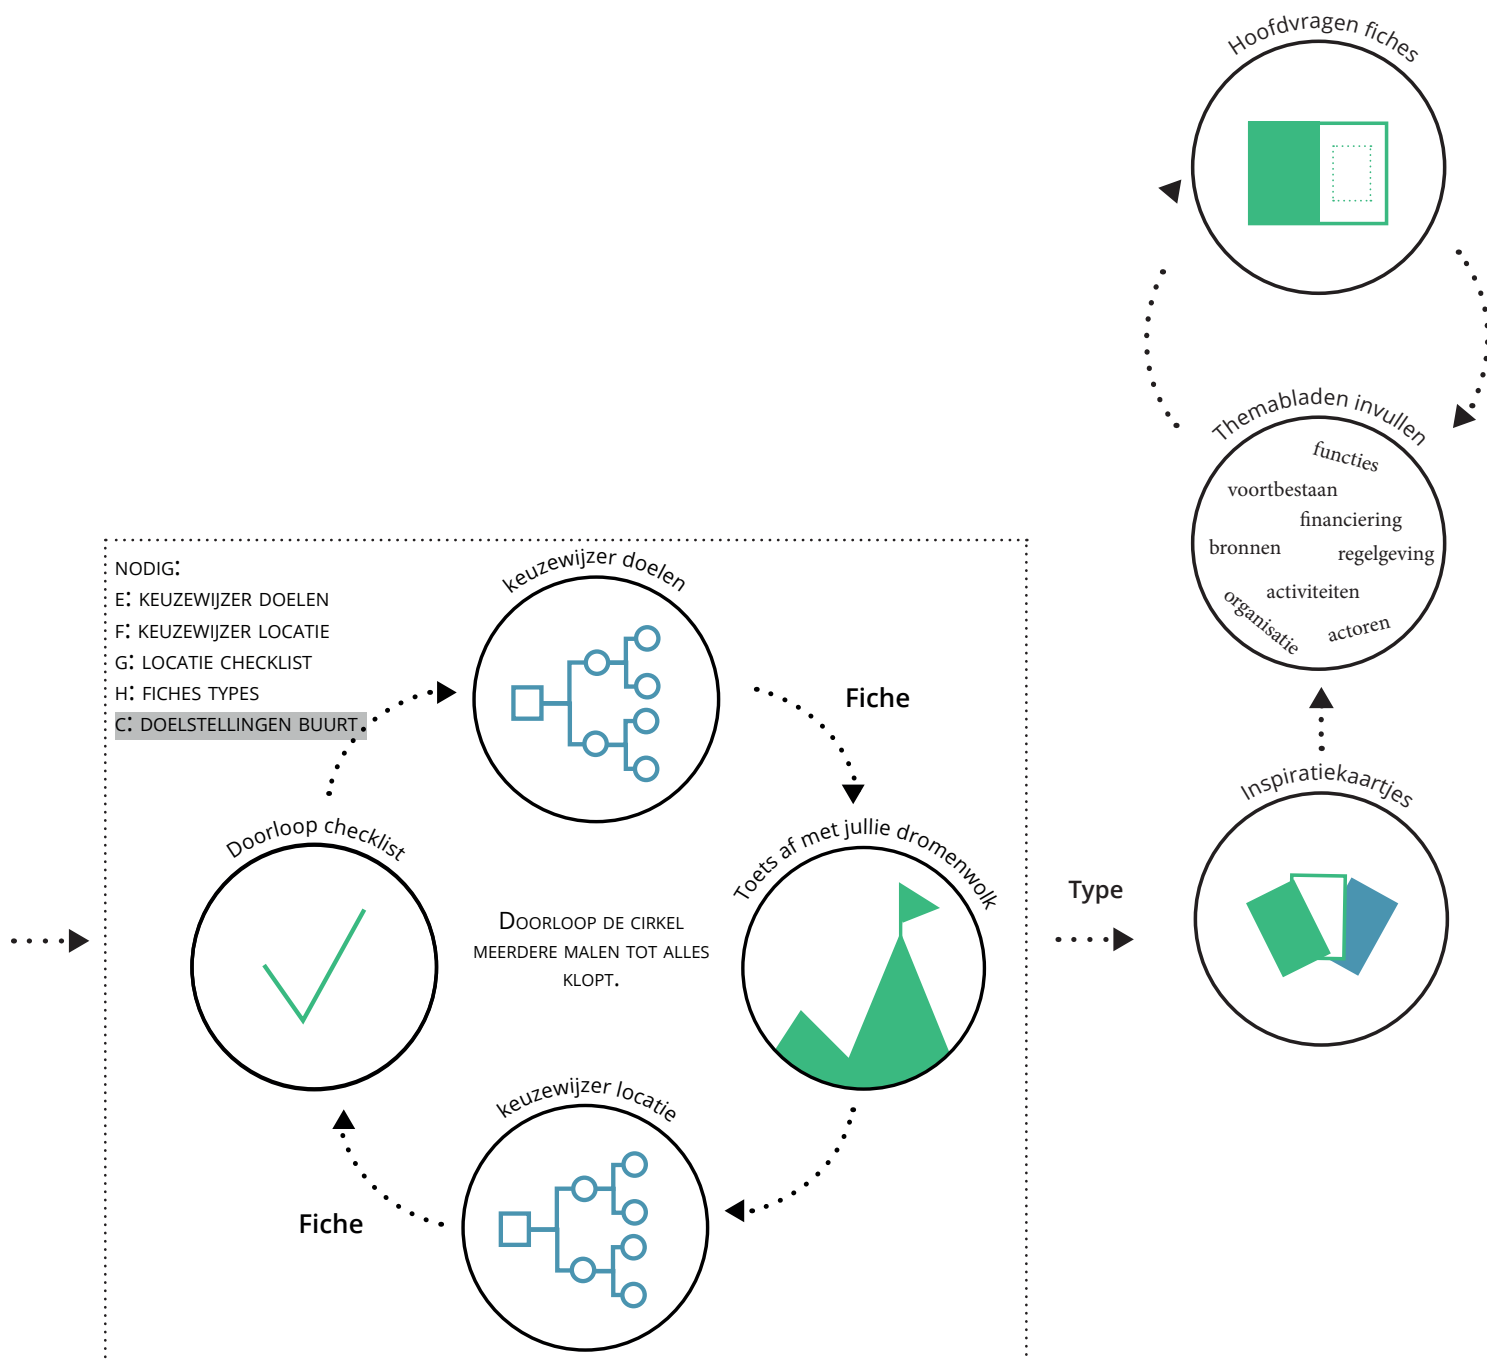 Hoofdvragen fiches
Themabladen invullen
functies
voortbestaan
financiering
bronnen
regelgeving
activiteiten
organisatie
actoren
NODIG:
E: KEUZEWIJZER DOELEN
F: KEUZEWIJZER LOCATIE
G: LOCATIE CHECKLIST
H: FICHES TYPES
C: DOELSTELLINGEN BUURT.
keuzewijzer doelen
Fiche
Doorloop checklist
Toets af met jullie dromenwolk
DOORLOOP DE CIRKEL
MEERDERE MALEN TOT ALLES
KLOPT.
keuzewijzer locatie
Fiche
Type
Inspiratiekaartjes